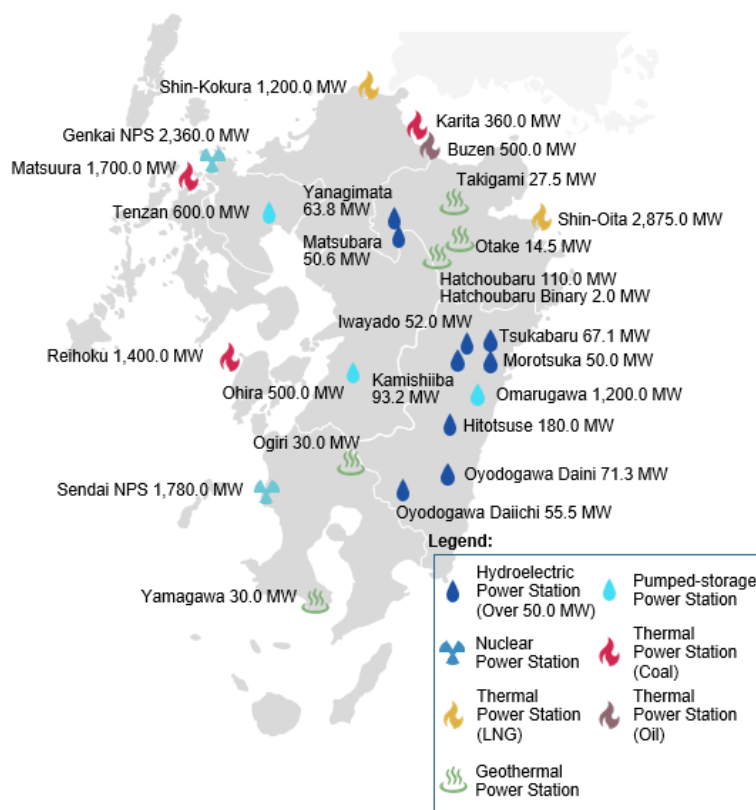 Shin-Kokura 1,200.0 MW
Karita 360.0 MW
Genkai NPS 2,360.0 MW
Buzen 500.0 MW
Matsuura 1,700.0 MW
Takigami 27.5 MW
Yanagimata
63.8 MW
Tenzan 600.0 MW
Shin-Oita 2,875.0 MW
Matsubara
50.6 MW
Otake 14.5 MW
Hatchoubaru 110.0 MW
Hatchoubaru Binary 2.0 MW
Iwayado 52.0 MW
Tsukabaru 67.1 MW
Reihoku 1,400.0 MW
Morotsuka 50.0 MW
Ohira 500.0 MW
Kamishiiba
93.2 MW
Omarugawa 1,200.0 MW
Hitotsuse 180.0 MW
Ogiri 30.0 MW
Oyodogawa Daini 71.3 MW
Sendai NPS 1,780.0 MW
Oyodogawa Daiichi 55.5 MW
Yamagawa 30.0 MW
Legend:
Hydroelectric
Power Station
(Over 50.0 MW)
Pumped-storage
Power Station
Nuclear
Power Station
Thermal
Power Station
(Coal)
Thermal
Power Station
(LNG)
Thermal
Power Station
(Oil)
Geothermal
Power Station